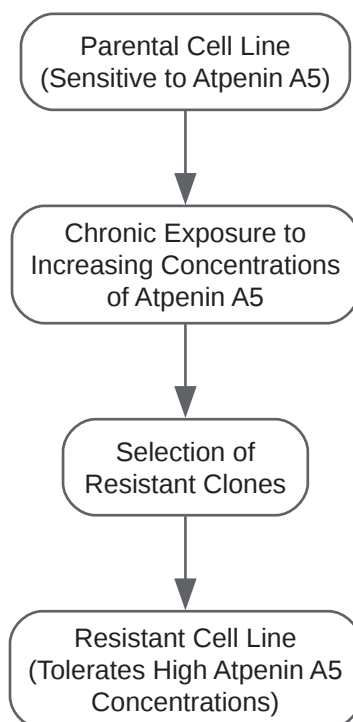 Parental Cell Line
(Sensitive to Atpenin A5)
Chronic Exposure to
Increasing Concentrations
of Atpenin A5
Selection of
Resistant Clones
Resistant Cell Line
(Tolerates High Atpenin A5
Concentrations)